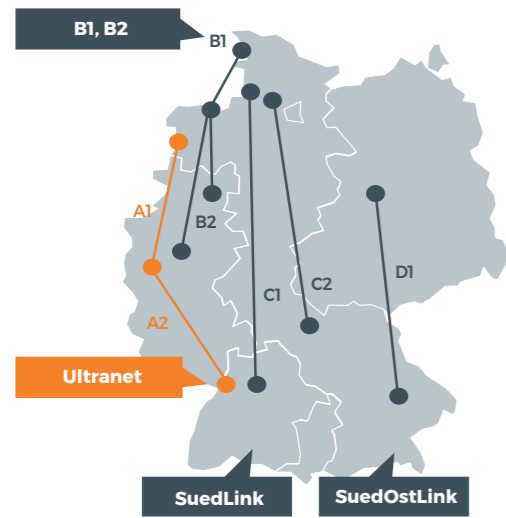 B1, B2
B1
A1
B2
A2
C1
C2
D1
Ultranet
SuedLink
SuedOstLink